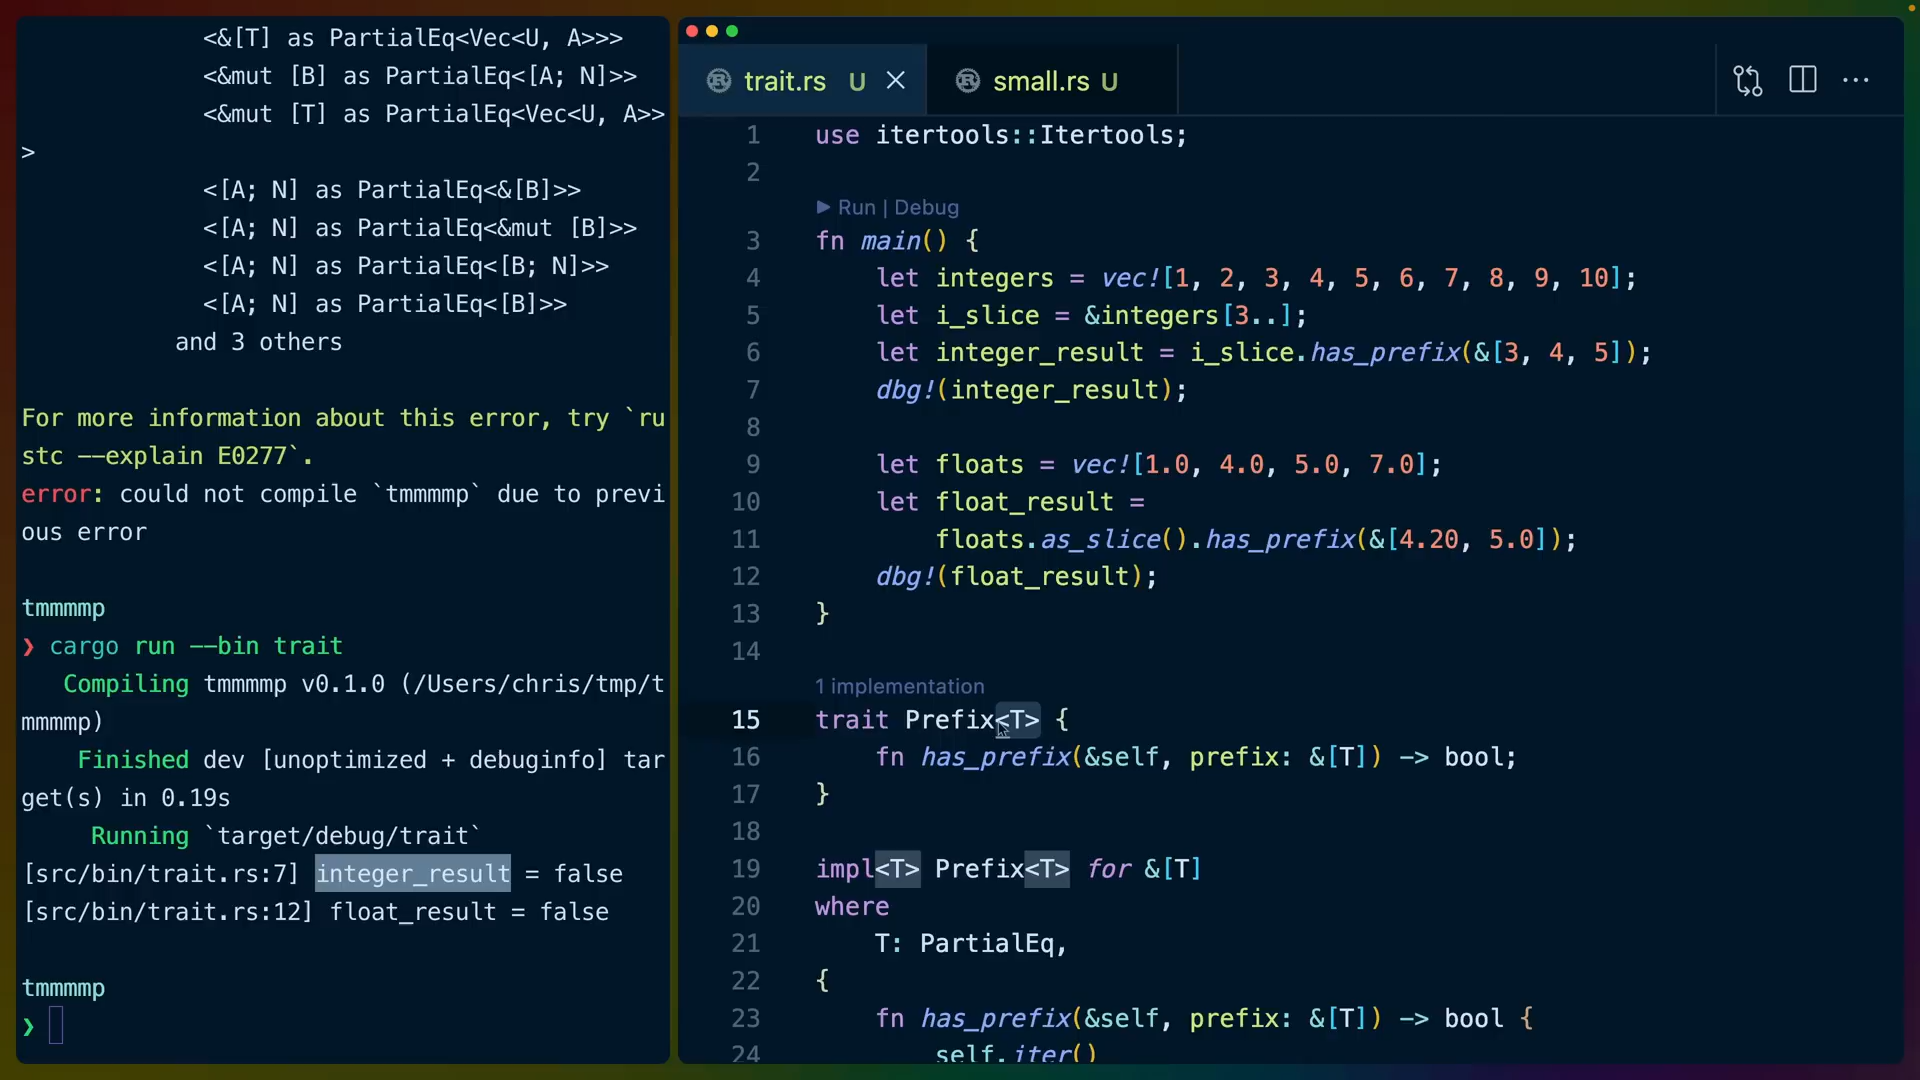 <&[T] as PartialEq<Vec<U, A>>>
<&mut [B] as PartialEq<[A; N]>>
<&mut [T] as PartialEq<Vec<U, A>>
>
<[A; N] as PartialEq<&[B]>>
<[A; N] as PartialEq<&mut [B]>>
<[A; N] as PartialEq<[B; N]>>
<[A; N] as PartialEq<[B]>>
and 3 others
For more information about this error, try `ru
stc --explain E0277`.
error: could not compile `tmmmmp` due to previ
ous error
tmmmmp
❯ cargo run --bin trait
Compiling tmmmmp v0.1.0 (/Users/chris/tmp/t
mmmmp)
Finished dev [unoptimized + debuginfo] tar
get(s) in 0.19s
Running `target/debug/trait`
[src/bin/trait.rs:7] integer_result = false
[src/bin/trait.rs:12] float_result = false
tmmmmp
❯
trait.rs U
small.rs U
1 use itertools::Itertools;
2
Run | Debug
3 fn main() {
4 let integers = vec![1, 2, 3, 4, 5, 6, 7, 8, 9, 10];
5 let i_slice = &integers[3..];
6 let integer_result = i_slice.has_prefix(&[3, 4, 5]);
7 dbg!(integer_result);
8
9 let floats = vec![1.0, 4.0, 5.0, 7.0];
10 let float_result =
11 floats.as_slice().has_prefix(&[4.20, 5.0]);
12 dbg!(float_result);
13 }
14
1 implementation
15 trait Prefix<T> {
16 fn has_prefix(&self, prefix: &[T]) -> bool;
17 }
18
19 impl<T> Prefix<T> for &[T]
20 where
21 T: PartialEq,
22 {
23 fn has_prefix(&self, prefix: &[T]) -> bool {
24 self.iter()